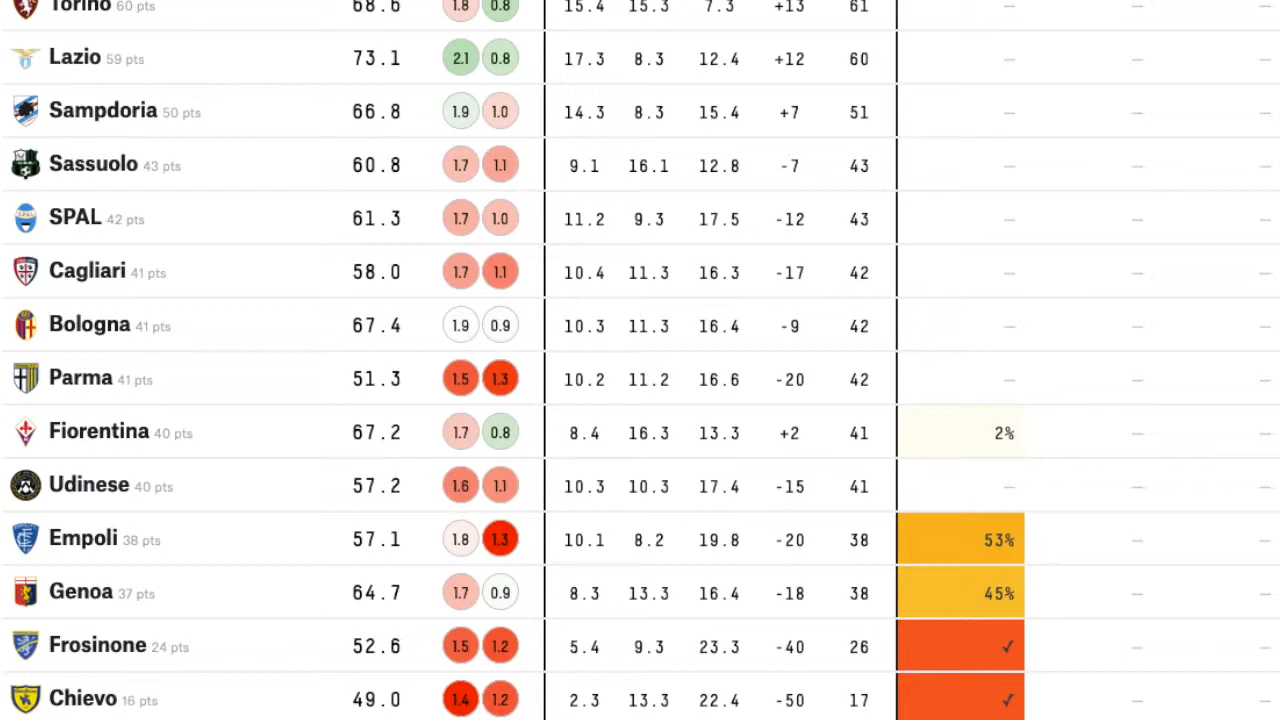 Torino 60 pts 68.6 1.8 0.8 15.4 15.3 7.3 +13 61 — — —
Lazio 59 pts 73.1 2.1 0.8 17.3 8.3 12.4 +12 60 — — —
Sampdoria 50 pts 66.8 1.9 1.0 14.3 8.3 15.4 +7 51 — — —
Sassuolo 43 pts 60.8 1.7 1.1 9.1 16.1 12.8 -7 43 — — —
SPAL 42 pts 61.3 1.7 1.0 11.2 9.3 17.5 -12 43 — — —
Cagliari 41 pts 58.0 1.7 1.1 10.4 11.3 16.3 -17 42 — — —
Bologna 41 pts 67.4 1.9 0.9 10.3 11.3 16.4 -9 42 — — —
Parma 41 pts 51.3 1.5 1.3 10.2 11.2 16.6 -20 42 — — —
Fiorentina 40 pts 67.2 1.7 0.8 8.4 16.3 13.3 +2 41 2% — —
Udinese 40 pts 57.2 1.6 1.1 10.3 10.3 17.4 -15 41 — — —
Empoli 38 pts 57.1 1.8 1.3 10.1 8.2 19.8 -20 38 53% — —
Genoa 37 pts 64.7 1.7 0.9 8.3 13.3 16.4 -18 38 45% — —
Frosinone 24 pts 52.6 1.5 1.2 5.4 9.3 23.3 -40 26 ✓ — —
Chievo 16 pts 49.0 1.4 1.2 2.3 13.3 22.4 -50 17 ✓ — —